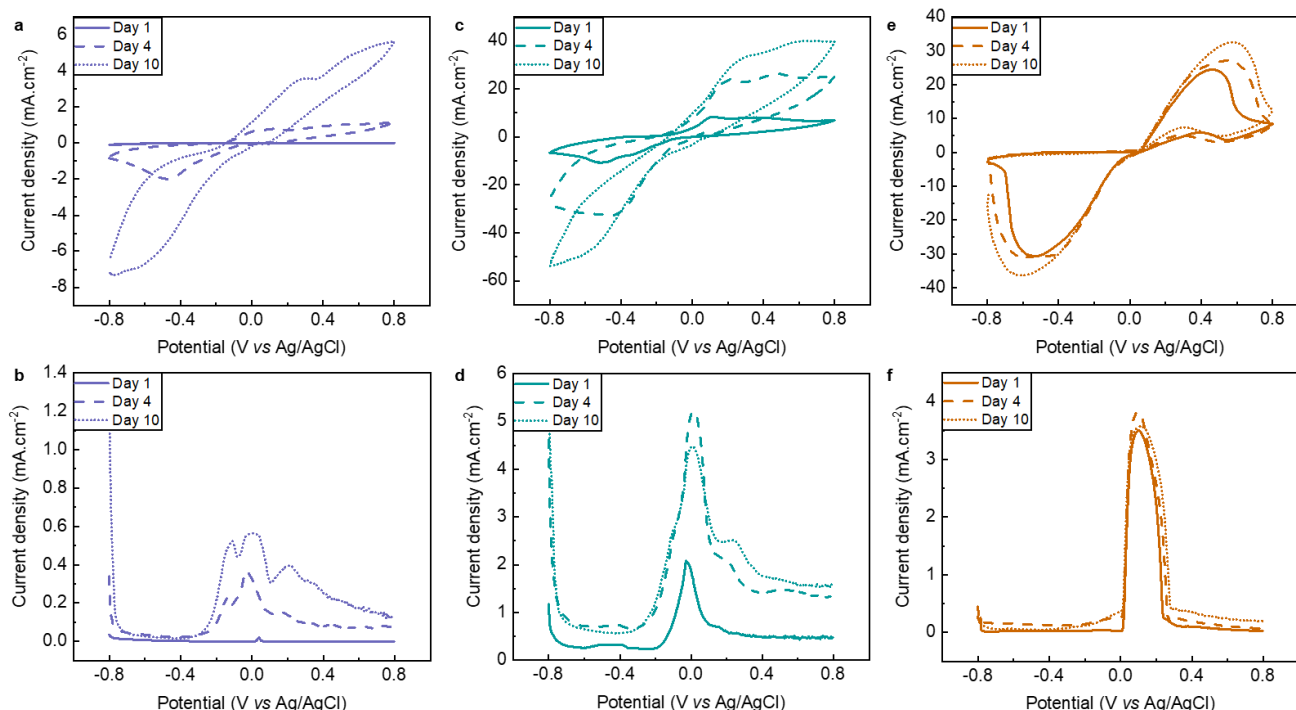 a
Day 1
Day 4
Day 10
Current density (mA.cm-2)
6
4
2
0
-2
-4
-6
-8
-0.8 -0.4 0.0 0.4 0.8
Potential (V vs Ag/AgCl)
c
Day 1
Day 4
Day 10
Current density (mA.cm-2)
40
20
0
-20
-40
-60
-0.8 -0.4 0.0 0.4 0.8
Potential (V vs Ag/AgCl)
e
Day 1
Day 4
Day 10
Current density (mA.cm-2)
40
30
20
10
0
-10
-20
-30
-40
-0.8 -0.4 0.0 0.4 0.8
Potential (V vs Ag/AgCl)
b
Day 1
Day 4
Day 10
Current density (mA.cm-2)
1.4
1.2
1.0
0.8
0.6
0.4
0.2
0.0
-0.8 -0.4 0.0 0.4 0.8
Potential (V vs Ag/AgCl)
d
Day 1
Day 4
Day 10
Current density (mA.cm-2)
6
5
4
3
2
1
0
-0.8 -0.4 0.0 0.4 0.8
Potential (V vs Ag/AgCl)
f
Day 1
Day 4
Day 10
Current density (mA.cm-2)
4
3
2
1
0
-0.8 -0.4 0.0 0.4 0.8
Potential (V vs Ag/AgCl)